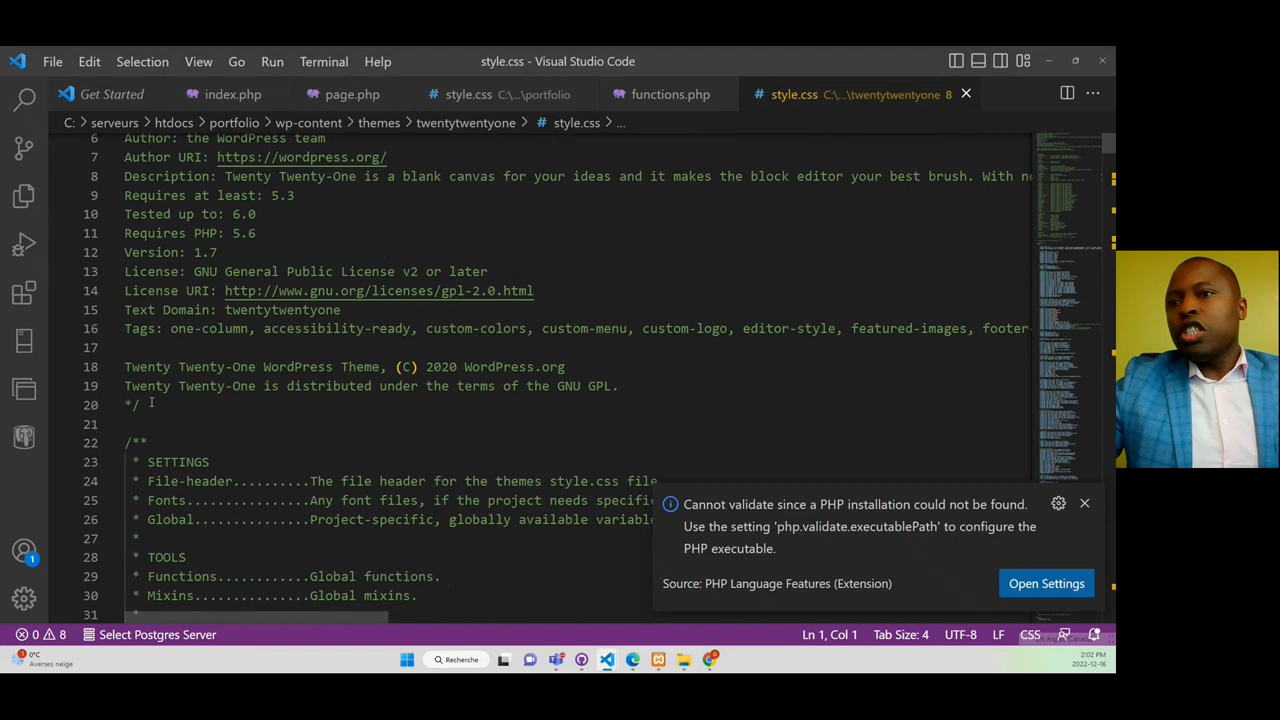 File Edit Selection View Go Run Terminal Help
style.css - Visual Studio Code
Get Started index.php page.php style.css C:\...\portfolio functions.php style.css C:\...\twentytwentyone 8
C: > serveurs > htdocs > portfolio > wp-content > themes > twentytwentyone > # style.css > ...
6 Author: the WordPress team
7 Author URI: https://wordpress.org/
8 Description: Twenty Twenty-One is a blank canvas for your ideas and it makes the block editor your best brush. With ne
9 Requires at least: 5.3
10 Tested up to: 6.0
11 Requires PHP: 5.6
12 Version: 1.7
13 License: GNU General Public License v2 or later
14 License URI: http://www.gnu.org/licenses/gpl-2.0.html
15 Text Domain: twentytwentyone
16 Tags: one-column, accessibility-ready, custom-colors, custom-menu, custom-logo, editor-style, featured-images, footer-
17
18 Twenty Twenty-One WordPress Theme, (C) 2020 WordPress.org
19 Twenty Twenty-One is distributed under the terms of the GNU GPL.
20 */
21
22 /**
23 * SETTINGS
24 * File-header..........The file header for the themes style.css file.
25 * Fonts................Any font files, if the project needs specific
26 * Global...............Project-specific, globally available variable
27 *
28 * TOOLS
29 * Functions............Global functions.
30 * Mixins...............Global mixins.
31 *
Cannot validate since a PHP installation could not be found.
Use the setting 'php.validate.executablePath' to configure the
PHP executable.
Source: PHP Language Features (Extension)
Open Settings
1
0 8 Select Postgres Server Ln 1, Col 1 Tab Size: 4 UTF-8 LF CSS
1 0°C
Averses neige
Recherche
2:02 PM
2022-12-16